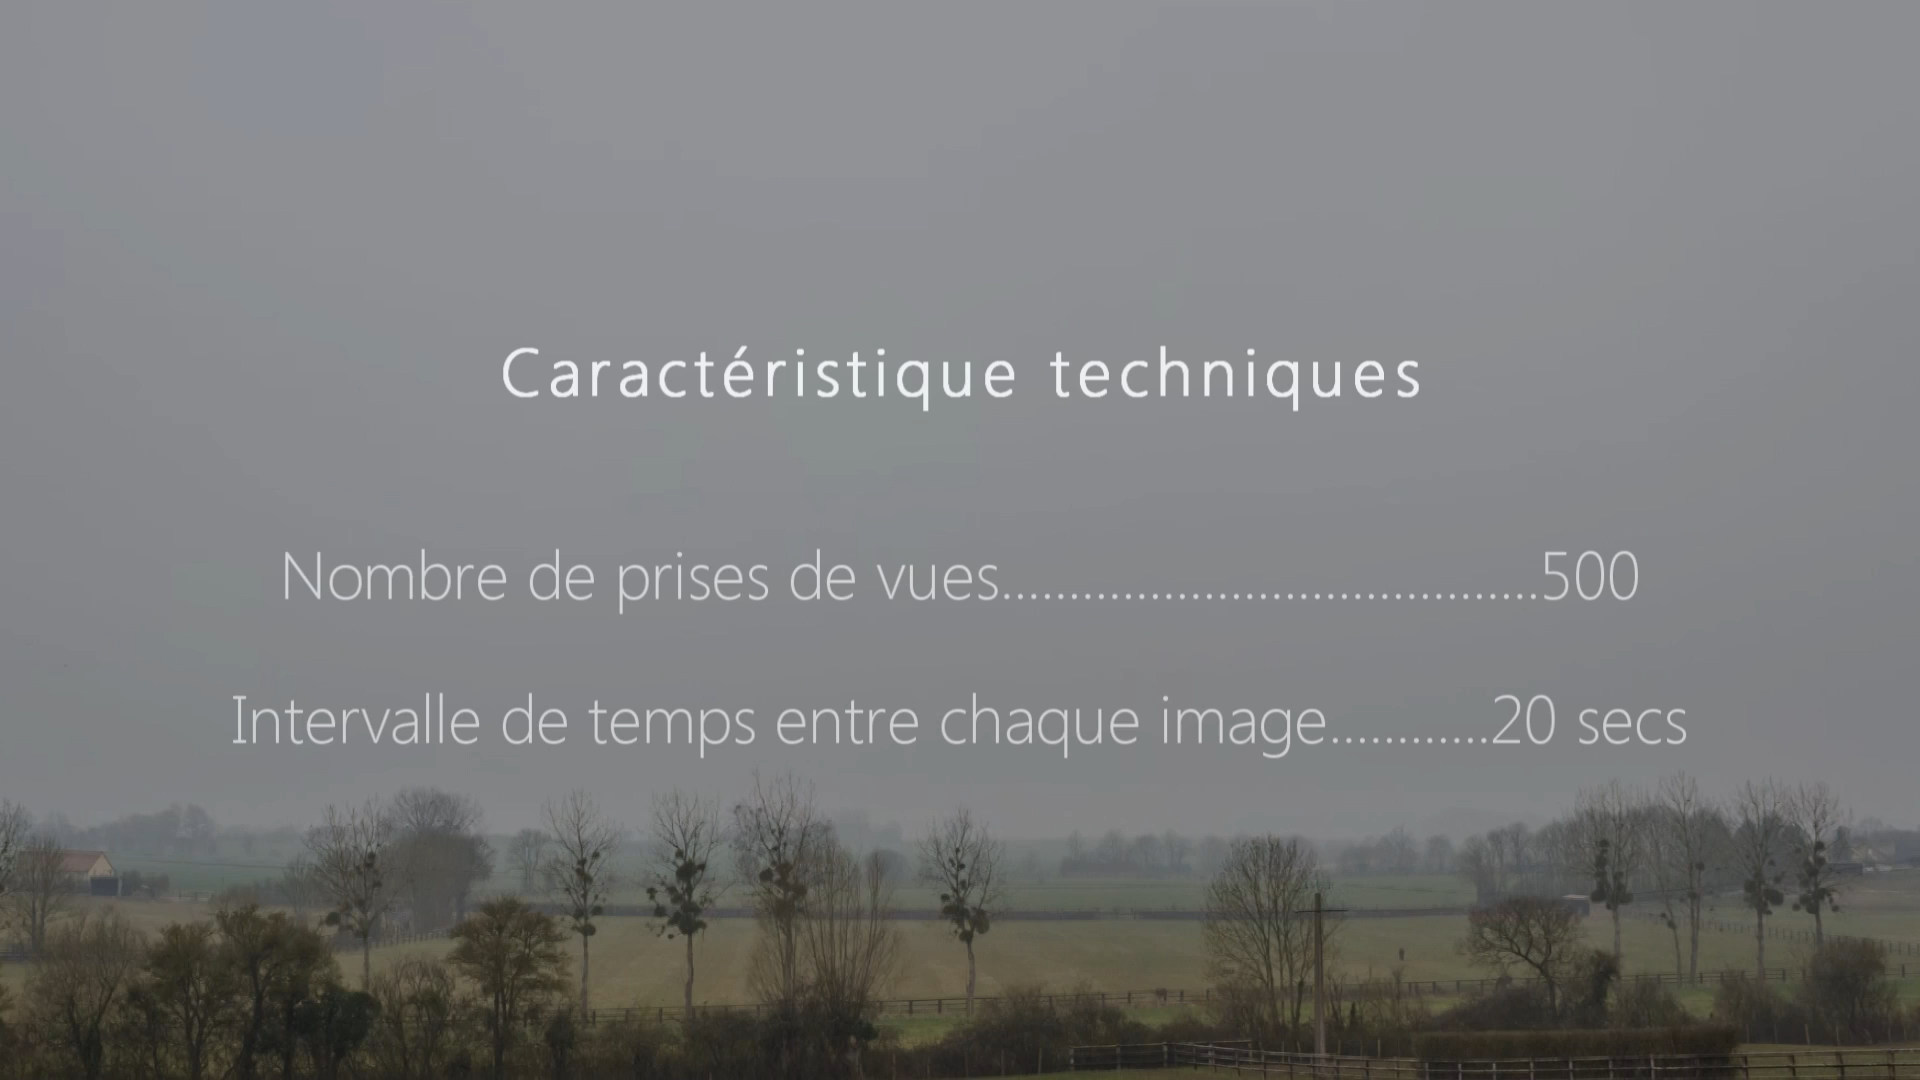 Caractéristique techniques
Nombre de prises de vues........................................500
Intervalle de temps entre chaque image............20 secs